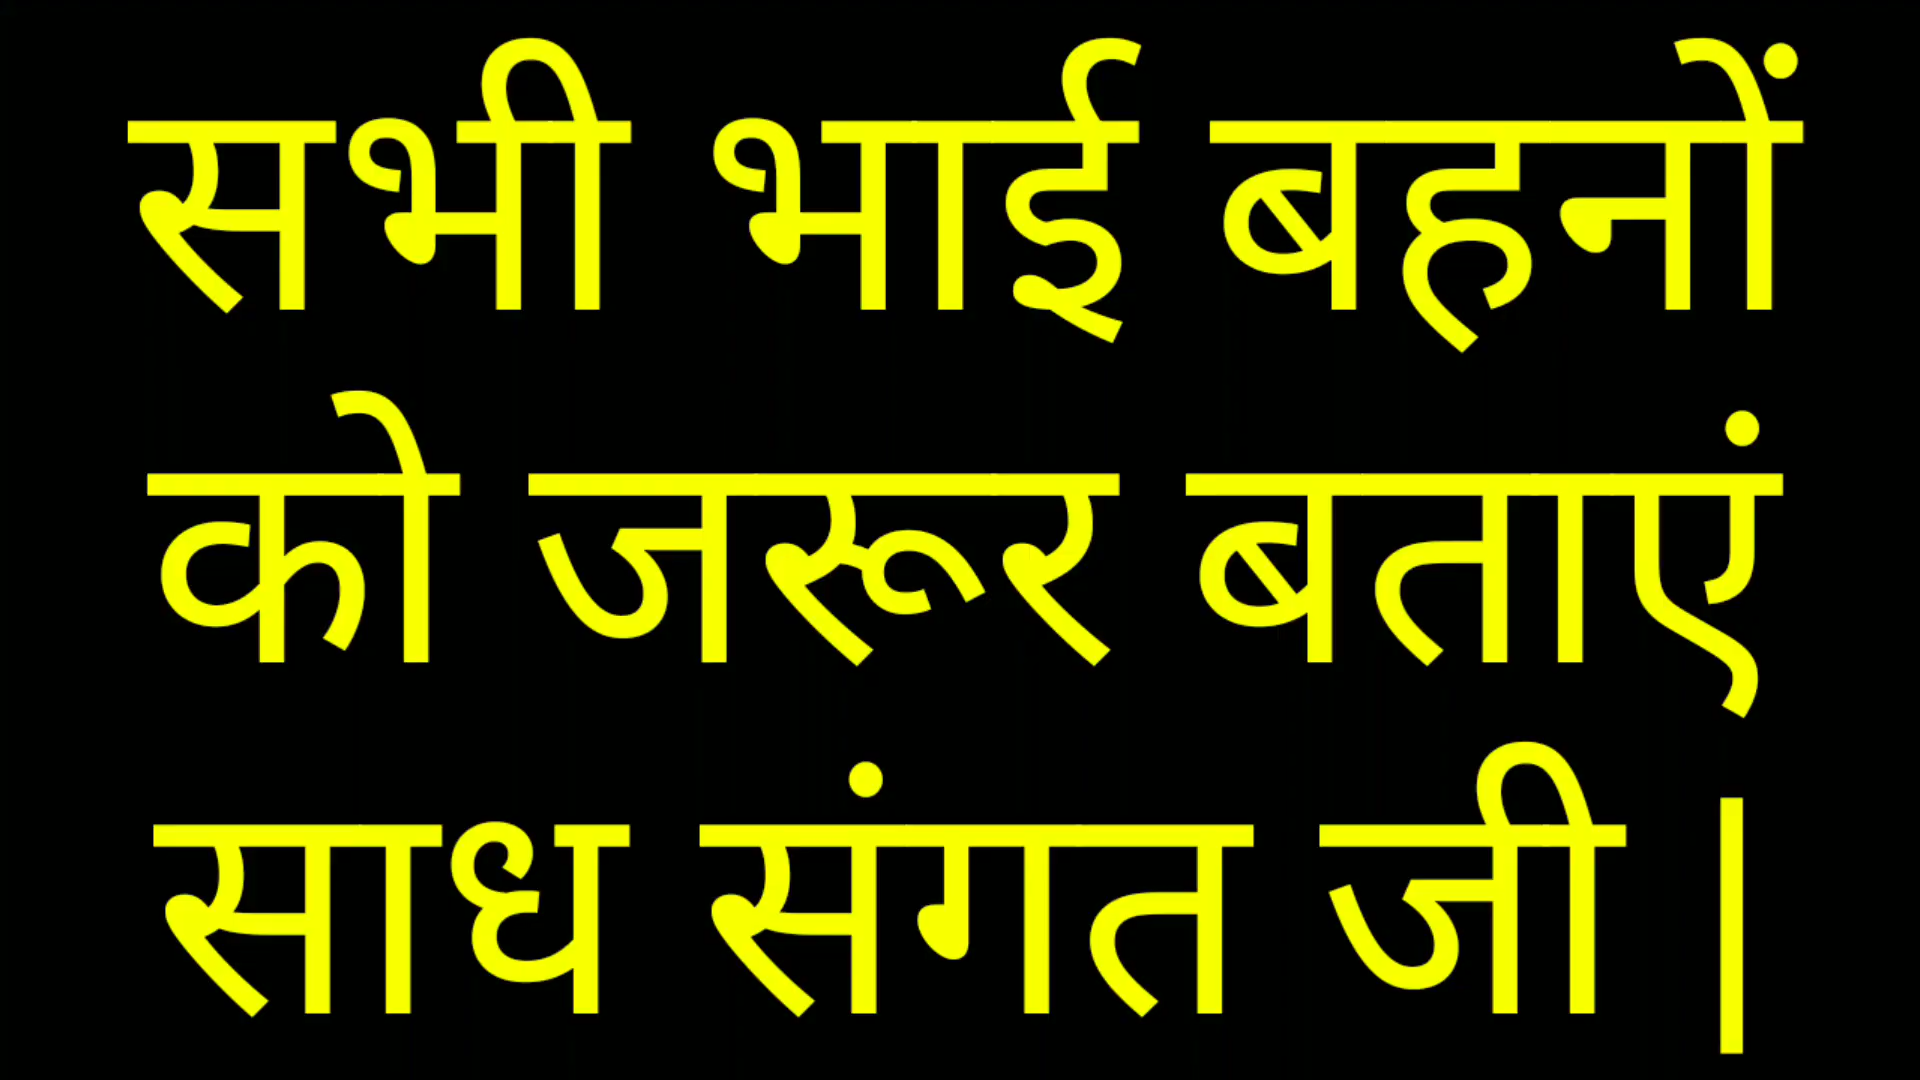 सभी भाई बहनों
को जरूर बताएं
साध संगत जी |